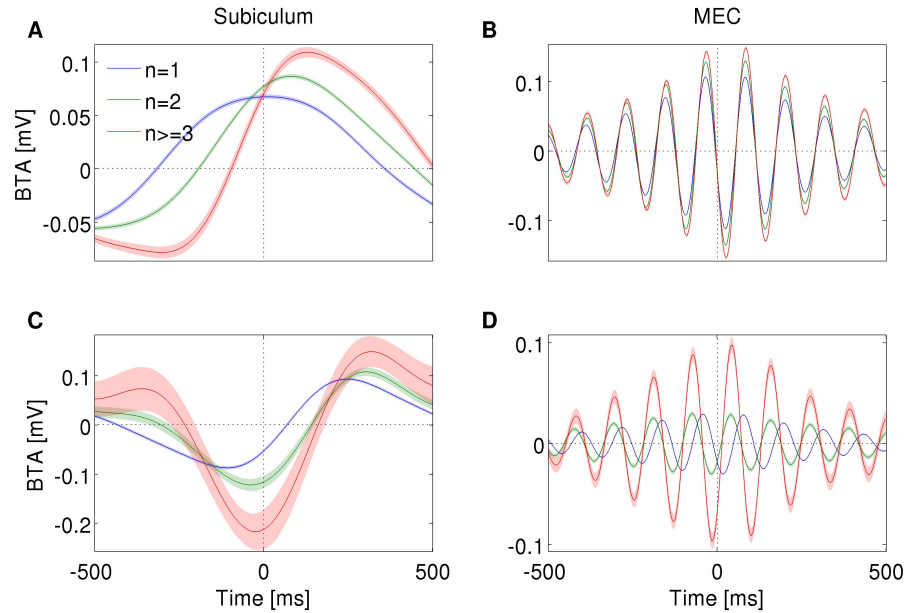 Subiculum
MEC
A
B
n=1
n=2
n>=3
BTA [mV]
0.1
0.05
0
-0.05
0.1
0
-0.1
C
D
BTA [mV]
0.1
0
-0.1
-0.2
0.1
0
-0.1
-500
0
500
-500
0
500
Time [ms]
Time [ms]